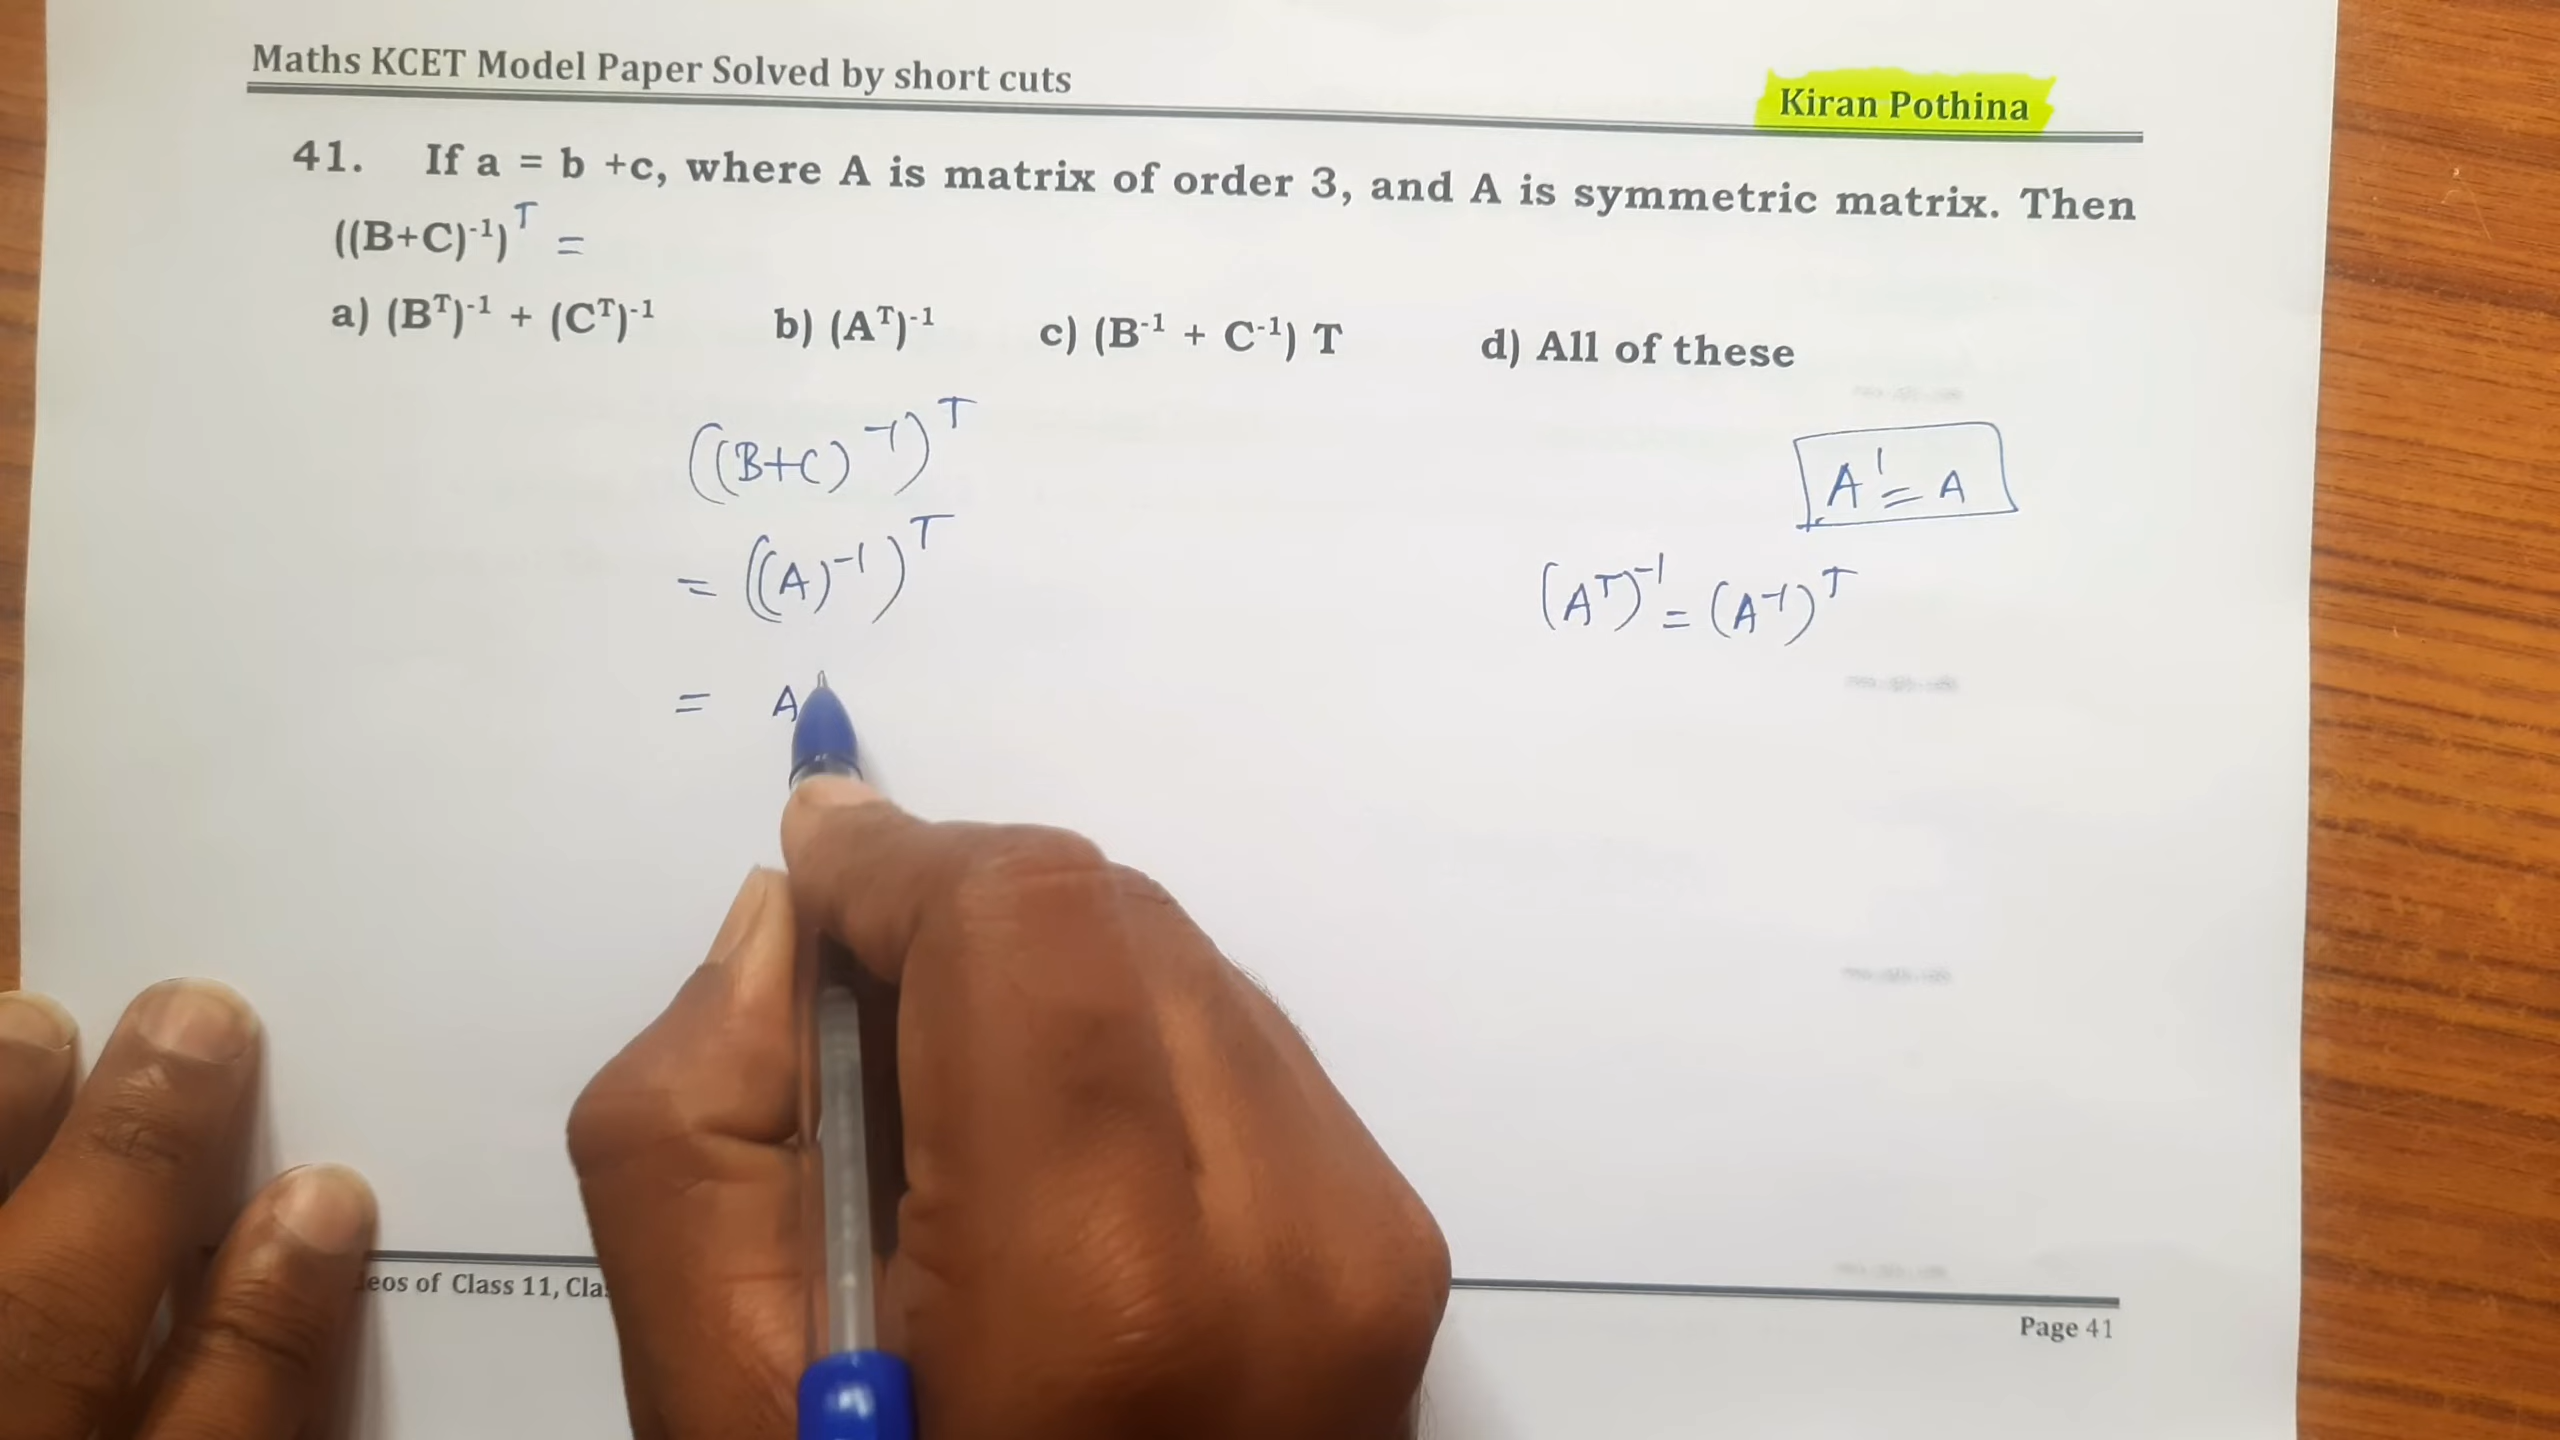 Maths KCET Model Paper Solved by short cuts
Kiran Pothina
41. If a = b +c, where A is matrix of order 3, and A is symmetric matrix. Then
((B+C)⁻¹)ᵀ =
a) (Bᵀ)⁻¹ + (Cᵀ)⁻¹ b) (Aᵀ)⁻¹ c) (B⁻¹ + C⁻¹) T d) All of these
((B+C)⁻¹)ᵀ
A' = A
= ((A)⁻¹)ᵀ
(Aᵀ)⁻¹ = (A⁻¹)ᵀ
= A
of Class 11,
Page 41